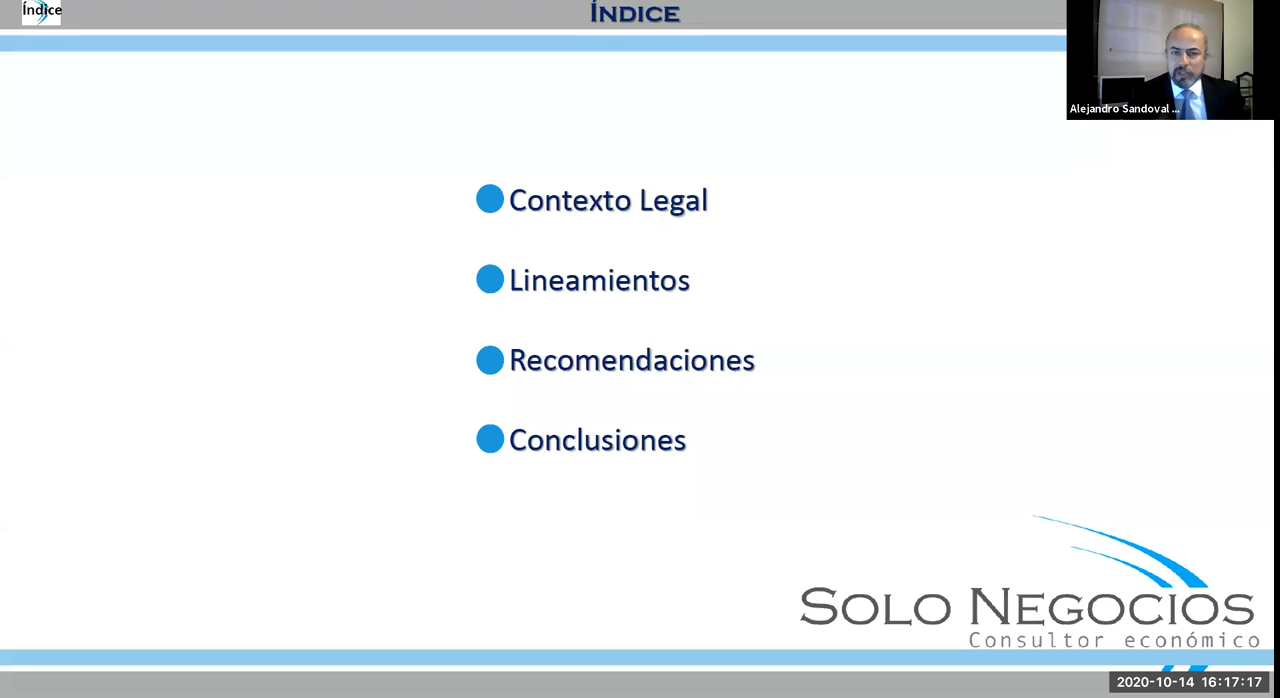 Índice
ÍNDICE
Alejandro Sandoval ...
Contexto Legal
Lineamientos
Recomendaciones
Conclusiones
SOLO NEGOCIOS
Consultor económico
2020-10-14 16:17:17